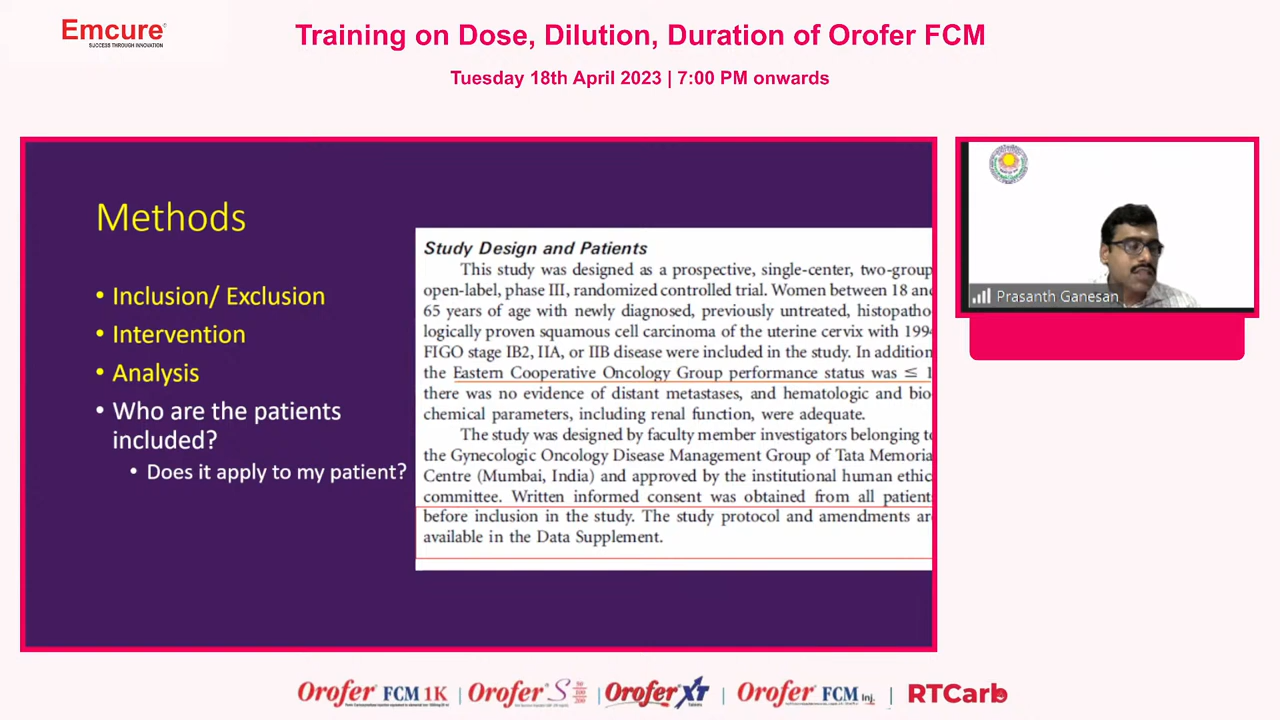 Emcure
SUCCESS THROUGH INNOVATION
Training on Dose, Dilution, Duration of Orofer FCM
Tuesday 18th April 2023 | 7:00 PM onwards
Methods
• Inclusion/ Exclusion
• Intervention
• Analysis
• Who are the patients
included?
• Does it apply to my patient?
Study Design and Patients
This study was designed as a prospective, single-center, two-group,
open-label, phase III, randomized controlled trial. Women between 18 and
65 years of age with newly diagnosed, previously untreated, histopatho-
logically proven squamous cell carcinoma of the uterine cervix with 1994
FIGO stage IB2, IIA, or IIB disease were included in the study. In addition
the Eastern Cooperative Oncology Group performance status was ≤ 1
there was no evidence of distant metastases, and hematologic and bio-
chemical parameters, including renal function, were adequate.
The study was designed by faculty member investigators belonging to
the Gynecologic Oncology Disease Management Group of Tata Memoria
Centre (Mumbai, India) and approved by the institutional human ethic
committee. Written informed consent was obtained from all patient
before inclusion in the study. The study protocol and amendments are
available in the Data Supplement.
Prasanth Ganesan
Orofer FCM 1K | Orofer S 50 100 200 | Orofer XT | Orofer FCM Inj. | RTCarb